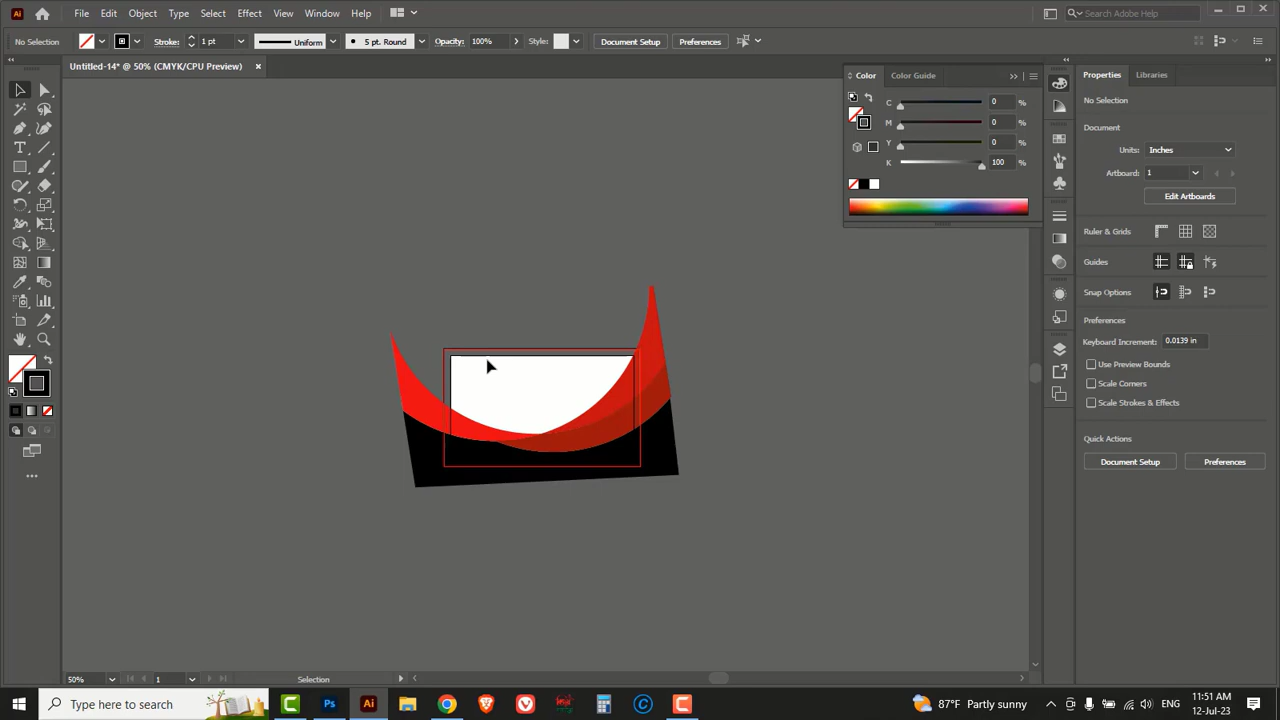 Ai
File Edit Object Type Select Effect View Window Help
Search Adobe Help
No Selection
Stroke: 1 pt Uniform 5 pt. Round Opacity: 100% Style: Document Setup Preferences
Untitled-14* @ 50% (CMYK/CPU Preview)
Color Color Guide
C 0 %
M 0 %
Y 0 %
K 100 %
Properties Libraries
No Selection
Document
Units: Inches
Artboard: 1
Edit Artboards
Ruler & Grids
Guides
Snap Options
Preferences
Keyboard Increment: 0.0139 in
Use Preview Bounds
Scale Corners
Scale Strokes & Effects
Quick Actions
Document Setup Preferences
50% 1 Selection
Type here to search
Ps Ai
87°F Partly sunny
ENG
11:51 AM
12-Jul-23